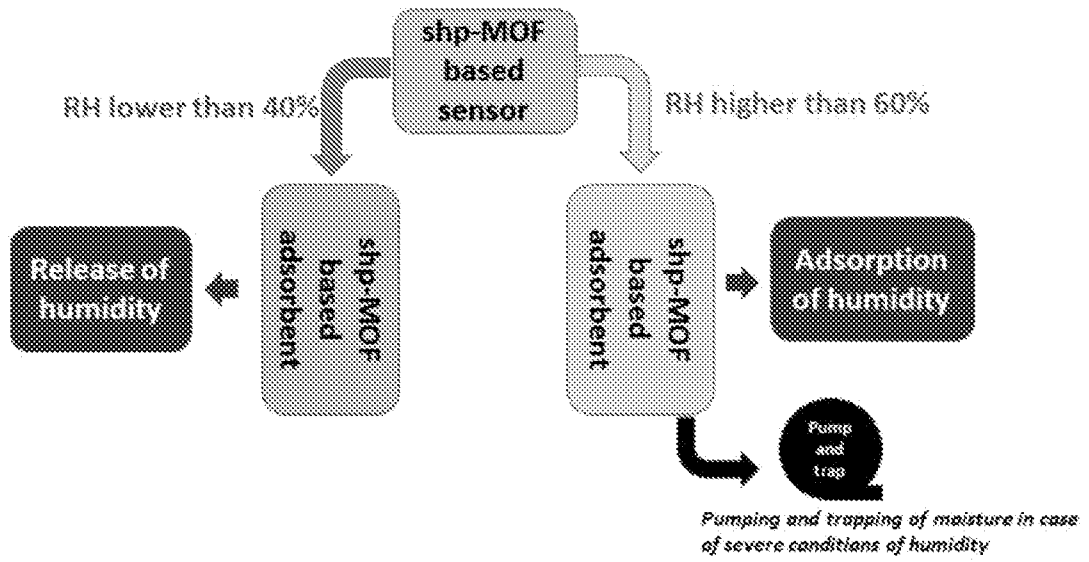 shp-MOF
based
sensor
RH lower than 40%
RH higher than 60%
Release of
humidity
shp-MOF
based
adsorbent
shp-MOF
based
adsorbent
Adsorption
of humidity
Pump
and
trap
Pumping and trapping of moisture in case
of severe conditions of humidity